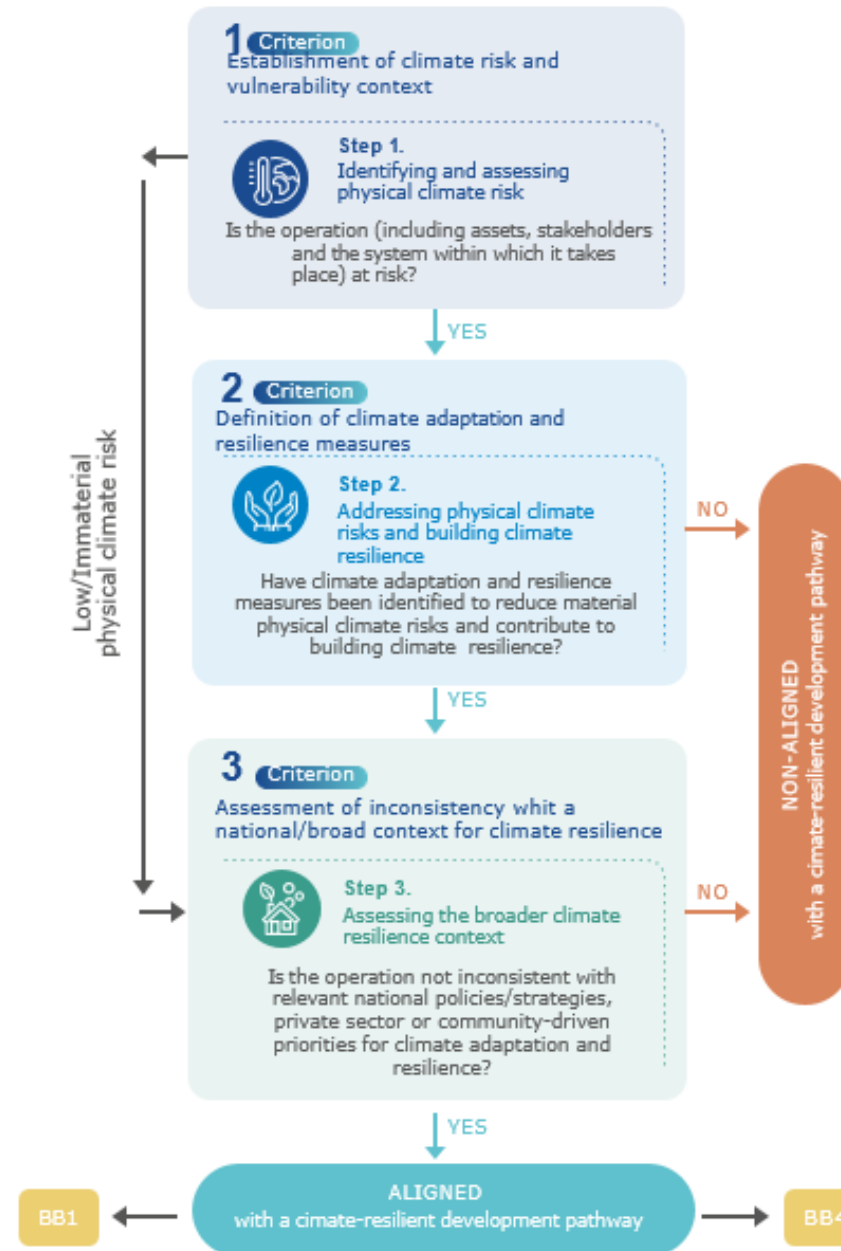 1 Criterion
Establishment of climate risk and
vulnerability context
Step 1.
Identifying and assessing
physical climate risk
Is the operation (including assets, stakeholders
and the system within which it takes
place) at risk?
YES
Low/Immaterial
physical climate risk
2 Criterion
Definition of climate adaptation and
resilience measures
Step 2.
Addressing physical climate
risks and building climate
resilience
Have climate adaptation and resilience
measures been identified to reduce material
physical climate risks and contribute to
building climate resilience?
NO
YES
NON-ALIGNED
with a cimate-resilient development pathway
3 Criterion
Assessment of inconsistency whit a
national/broad context for climate resilience
Step 3.
Assessing the broader climate
resilience context
Is the operation not inconsistent with
relevant national policies/strategies,
private sector or community-driven
priorities for climate adaptation and
resilience?
NO
YES
ALIGNED
with a cimate-resilient development pathway
BB1
BB4